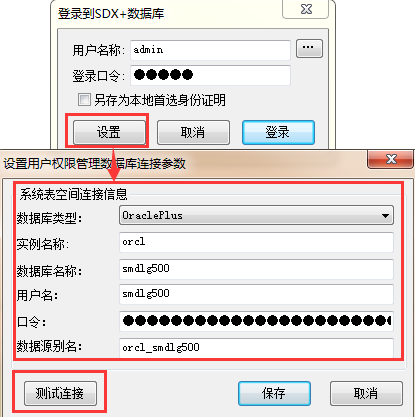 登录到SDX+数据库
用户名称: admin
登录口令: ●●●●●
另存为本地首选身份证明
设置 取消 登录
设置用户权限管理数据库连接参数
系统表空间连接信息
数据库类型: OraclePlus
实例名称: orcl
数据库名称: smdlg500
用户名: smdlg500
口令: ●●●●●●●●●●●●●●●●●●●●●●●
数据源别名: orcl_smdlg500
测试连接 保存 取消